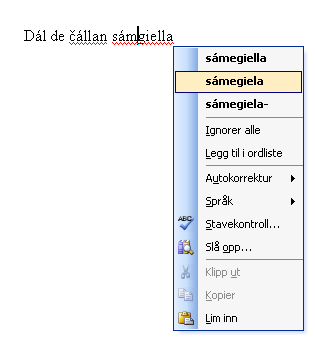 Dál de čállan sámgiella
sámegiella
sámegiela
sámegiela-
Ignorer alle
Legg til i ordliste
Autokorrektur
Språk
Stavekontroll...
Slå opp...
Klipp ut
Kopier
Lim inn